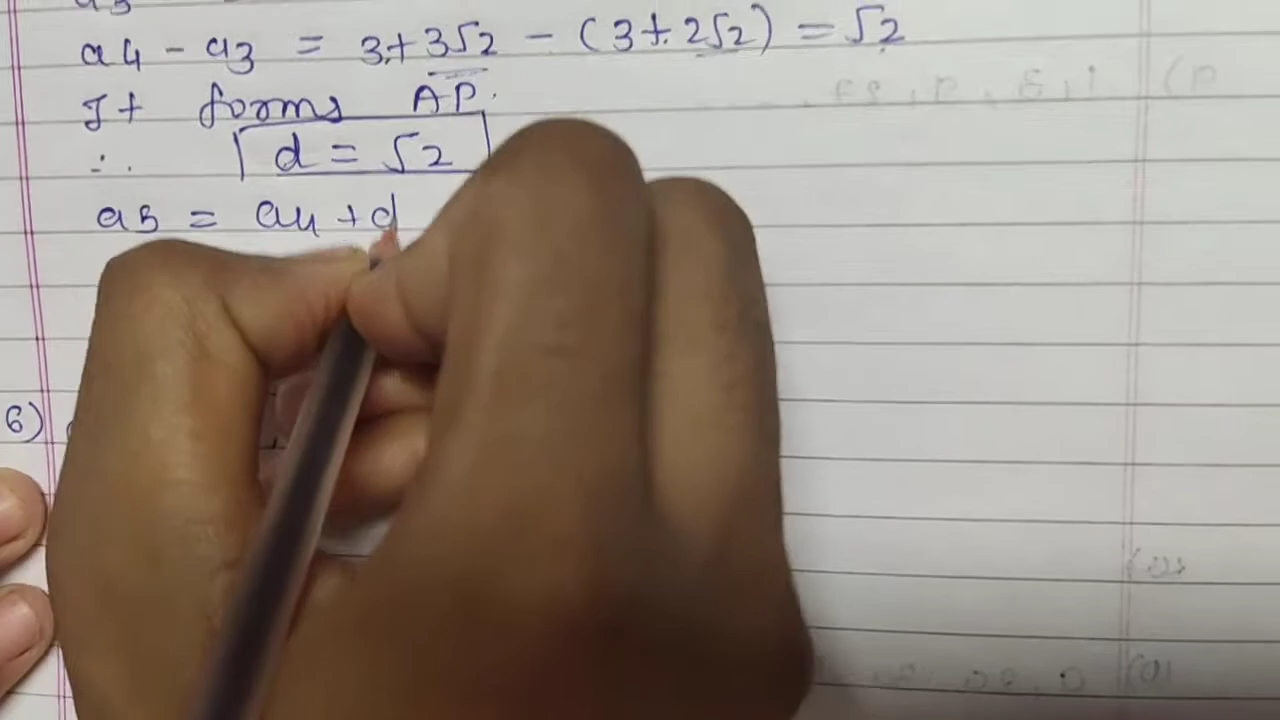 a4 - a3 = 3 + 3√2 - (3 + 2√2) = √2
It forms AP.
∴ d = √2
a5 = a4 + d
6)